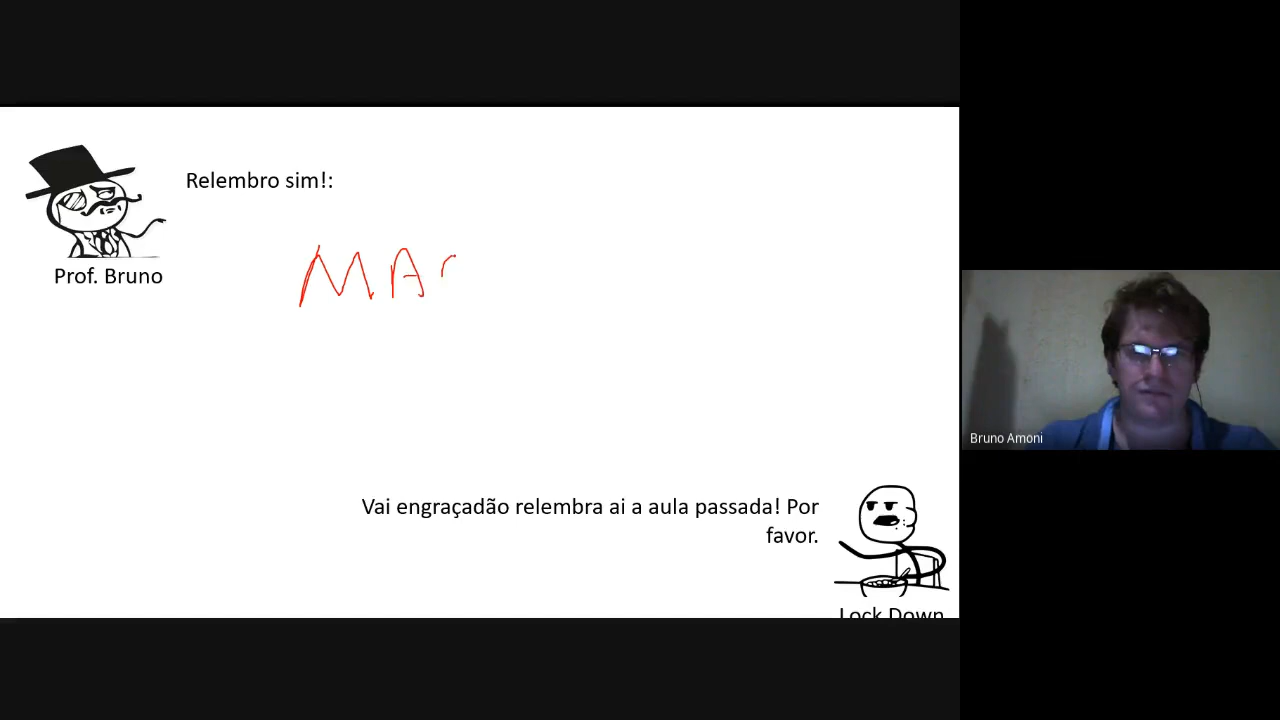 Relembro sim!:
Prof. Bruno
MA
Bruno Amoni
Vai engraçadão relembra ai a aula passada! Por
favor.
Lock Down